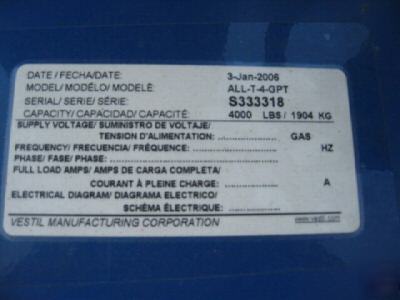 DATE /FECHA/DATE: 3-Jan-2006
MODEL/MODÉLO/MODELÉ: ALL-T-4-GPT
SERIAL/ SERIE/ SÉRIE: S333318
CAPACITY/ CAPACIDAD/ CAPACITÉ: 4000 LBS / 1904 KG
SUPPLY VOLTAGE/ SUMINISTRO DE VOLTAJE/
TENSION D'ALIMENTATION: GAS
FREQUENCY/ FRECUENCIA/ FRÉQUENCE: HZ
PHASE/ FASE/ PHASE:
FULL LOAD AMPS/ AMPS DE CARGA COMPLETA/
COURANT À PLEINE CHARGE: A
ELECTRICAL DIAGRAM/ DIAGRAMA ELECTRICO/
SCHÉMA ÉLECTRIQUE:
VESTIL MANUFACTURING CORPORATION www.vestil.com